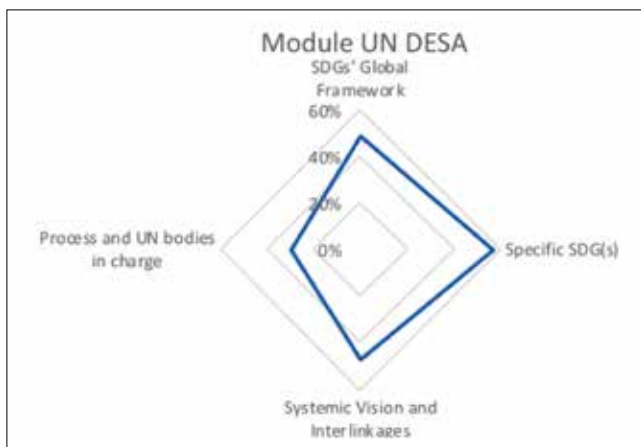 Module UN DESA
SDGs' Global
Framework
60%
40%
20%
0%
Process and UN bodies
in charge
Specific SDG(s)
Systemic Vision and
Interlinkages